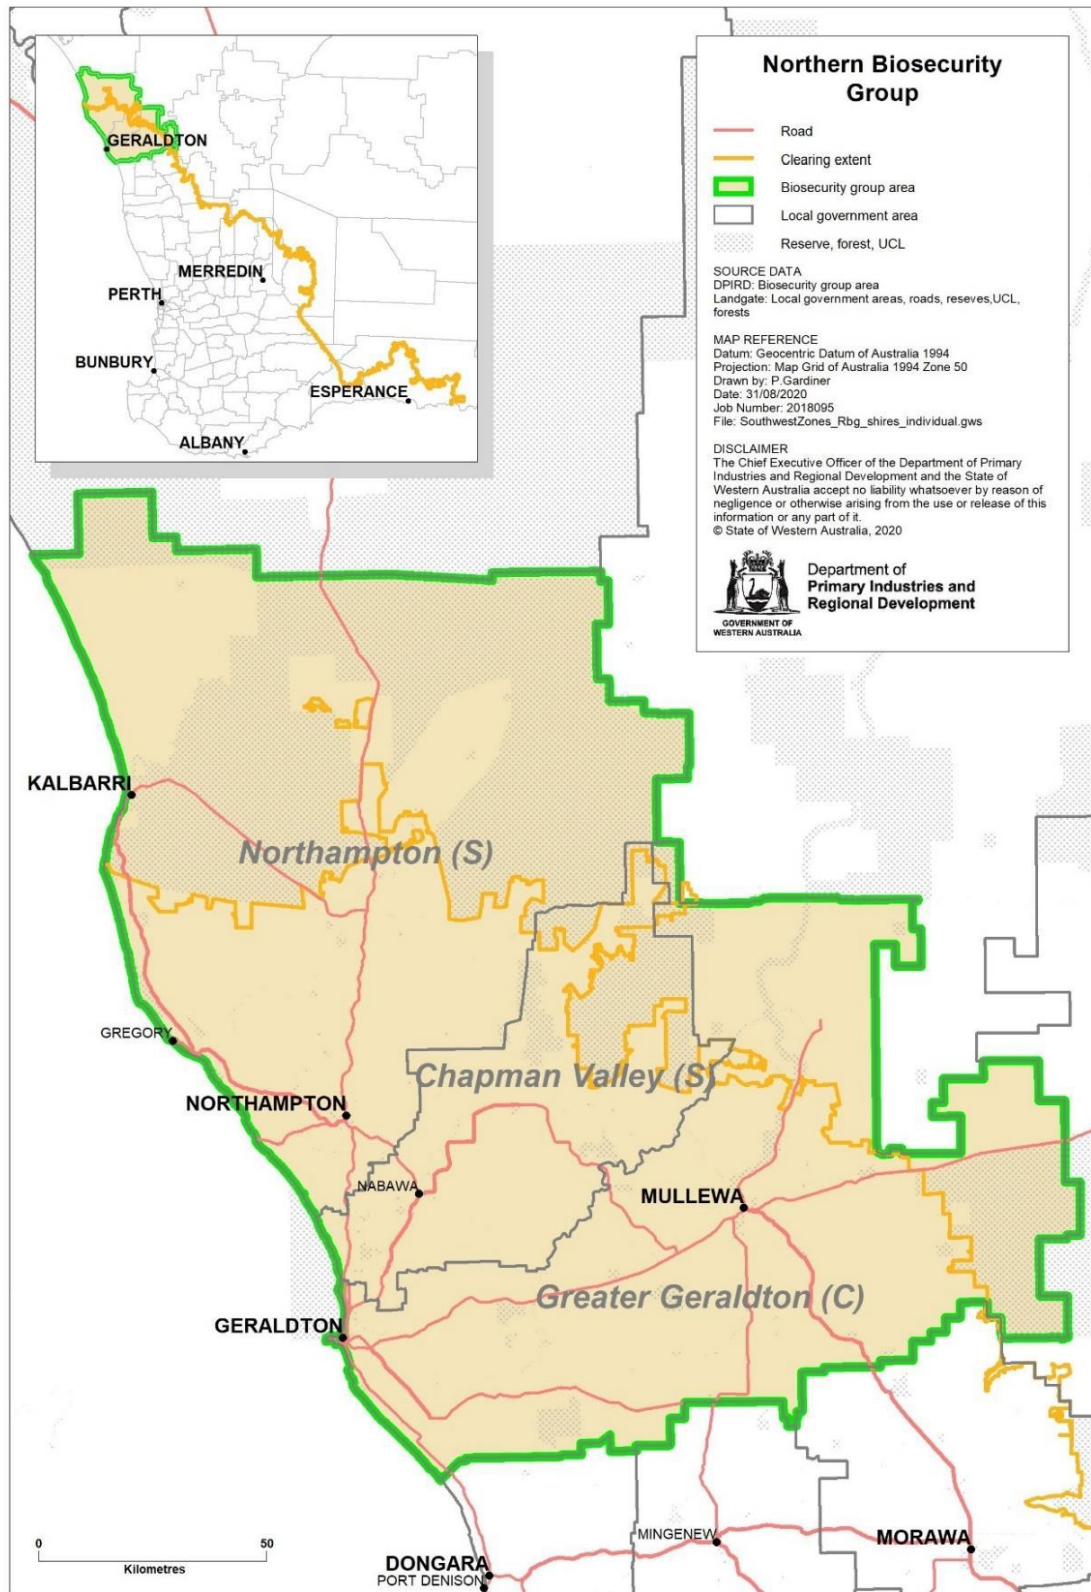 Northern Biosecurity
Group
Road
Clearing extent
Biosecurity group area
Local government area
Reserve, forest, UCL
SOURCE DATA
DPIRD: Biosecurity group area
Landgate: Local government areas, roads, reseves,UCL,
forests
MAP REFERENCE
Datum: Geocentric Datum of Australia 1994
Projection: Map Grid of Australia 1994 Zone 50
Drawn by: P.Gardiner
Date: 31/08/2020
Job Number: 2018095
File: SouthwestZones_Rbg_shires_individual.gws
DISCLAIMER
The Chief Executive Officer of the Department of Primary
Industries and Regional Development and the State of
Western Australia accept no liability whatsoever by reason of
negligence or otherwise arising from the use or release of this
information or any part of it.
© State of Western Australia, 2020
Department of
Primary Industries and
Regional Development
GOVERNMENT OF
WESTERN AUSTRALIA
GERALDTON
MERREDIN
PERTH
BUNBURY
ESPERANCE
ALBANY
KALBARRI
Northampton (S)
GREGORY
Chapman Valley (S)
NORTHAMPTON
NABAWA
MULLEWA
Greater Geraldton (C)
GERALDTON
MINGENEW
MORAWA
DONGARA
PORT DENISON
0 50
Kilometres